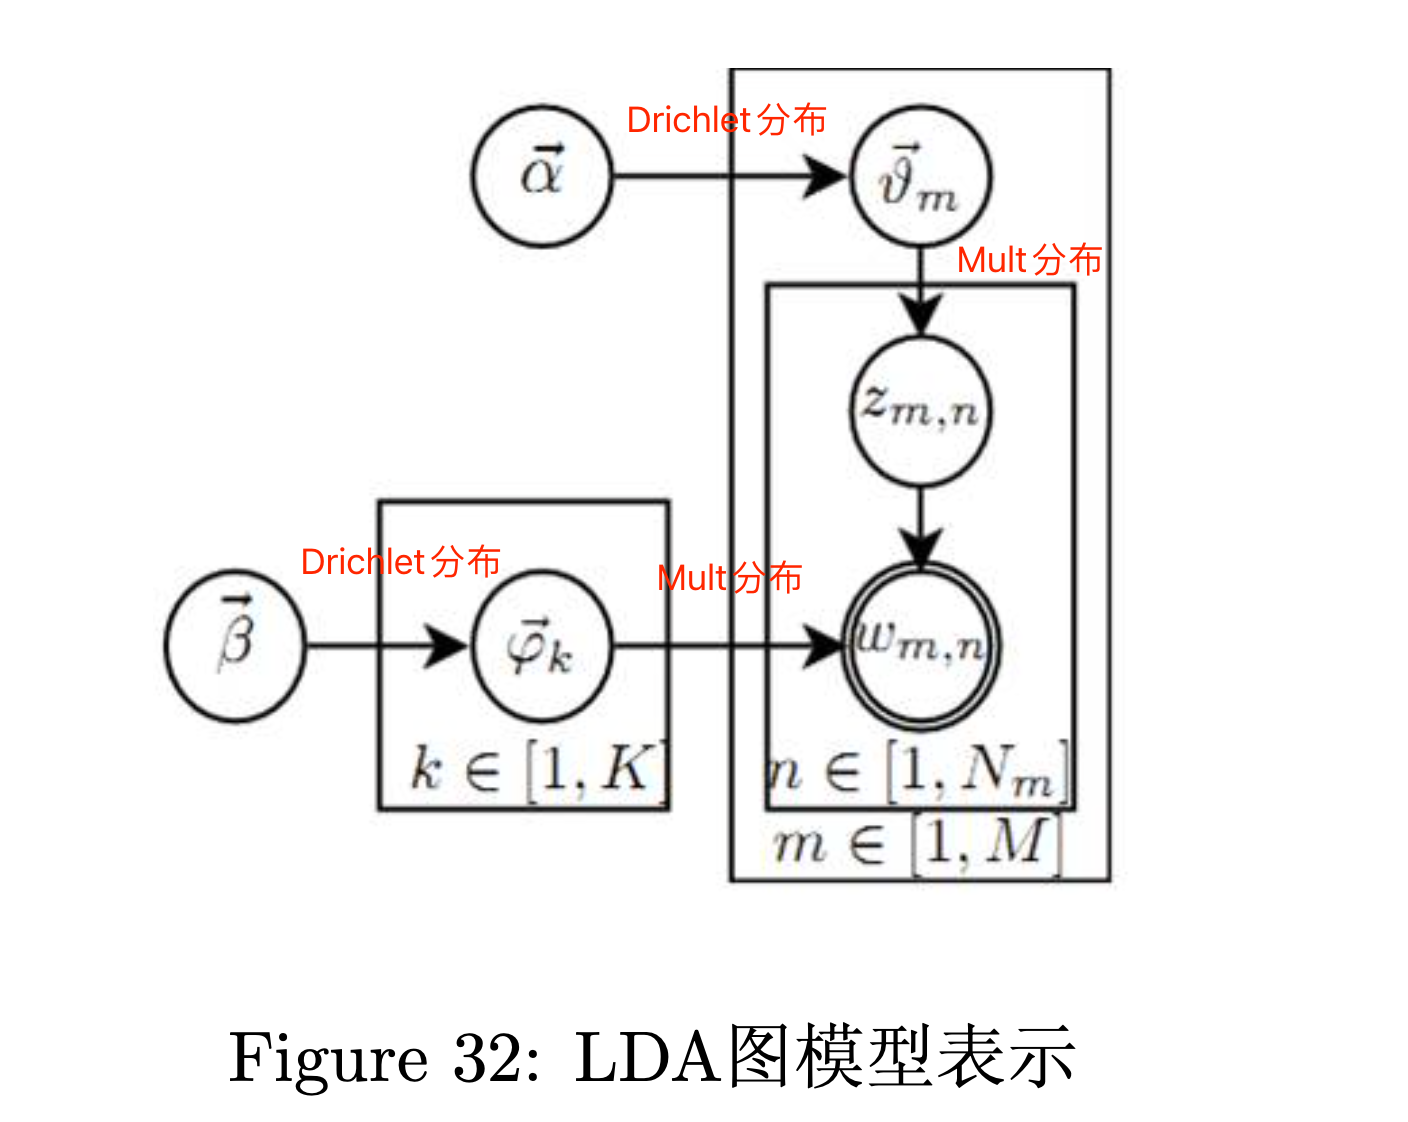 Drichlet分布
$\vec{\alpha}$
$\vec{\vartheta}_m$
Mult分布
$z_{m,n}$
Drichlet分布
Mult分布
$\vec{\beta}$
$\vec{\varphi}_k$
$w_{m,n}$
$k \in [1, K]$
$n \in [1, N_m]$
$m \in [1, M]$
Figure 32: LDA图模型表示